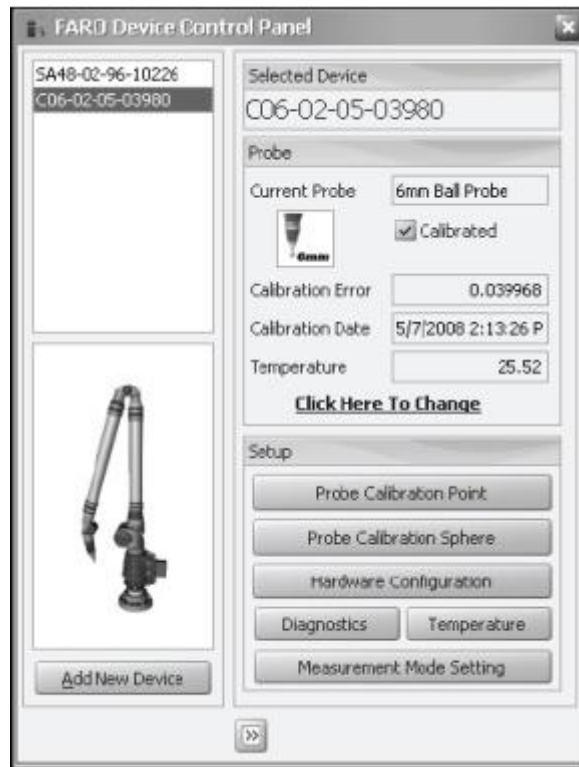 FARO Device Control Panel
SA48-02-96-10226
C06-02-05-03980
Add New Device
Selected Device
C06-02-05-03980
Probe
Current Probe 6mm Ball Probe
6mm
Calibrated
Calibration Error 0.039968
Calibration Date 5/7/2008 2:13:26 P
Temperature 25.52
Click Here To Change
Setup
Probe Calibration Point
Probe Calibration Sphere
Hardware Configuration
Diagnostics Temperature
Measurement Mode Setting